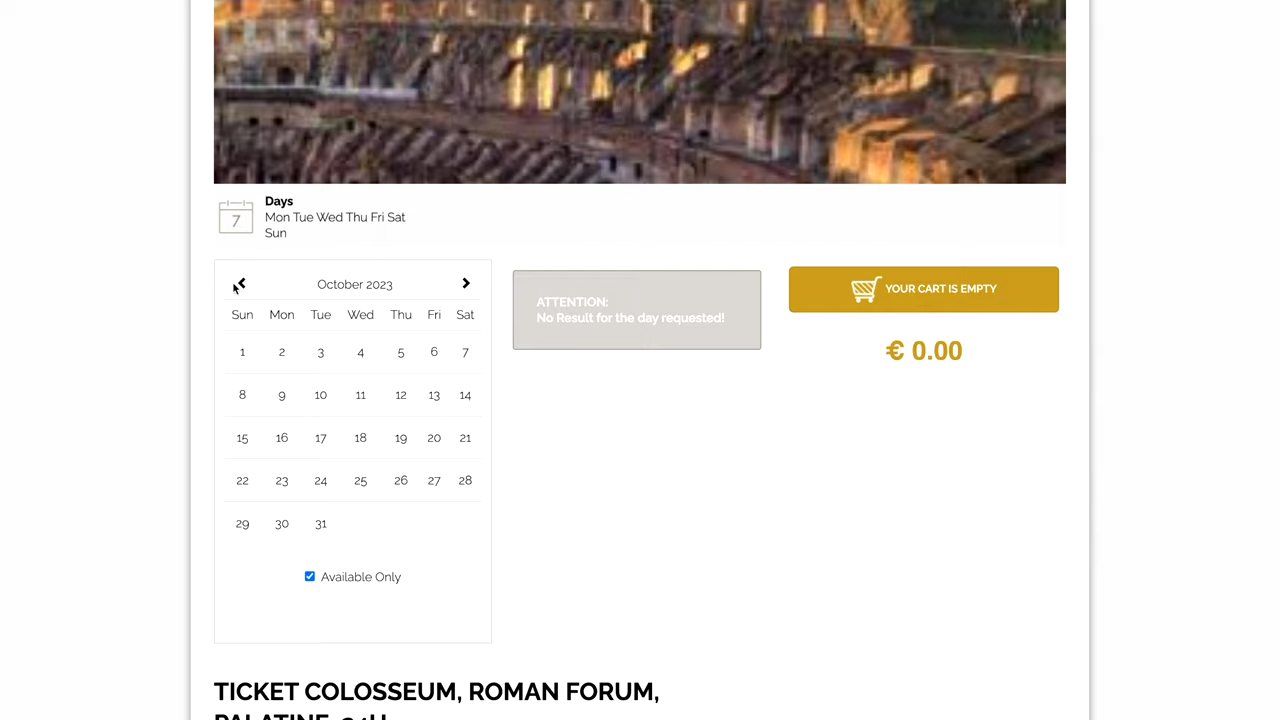 7
Days
Mon Tue Wed Thu Fri Sat
Sun
October 2023
Sun Mon Tue Wed Thu Fri Sat
1 2 3 4 5 6 7
8 9 10 11 12 13 14
15 16 17 18 19 20 21
22 23 24 25 26 27 28
29 30 31
Available Only
ATTENTION:
No Result for the day requested!
YOUR CART IS EMPTY
€ 0.00
TICKET COLOSSEUM, ROMAN FORUM,
PALATINE 24H